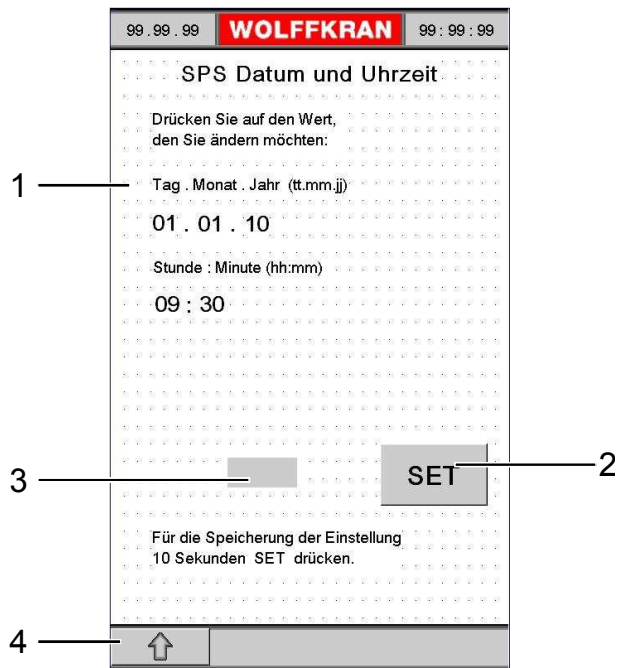 99.99.99 WOLFFKRAN 99:99:99
SPS Datum und Uhrzeit
Drücken Sie auf den Wert,
den Sie ändern möchten:
1
Tag . Monat . Jahr (tt.mm.jj)
01 . 01 . 10
Stunde : Minute (hh:mm)
09 : 30
3
SET
2
Für die Speicherung der Einstellung
10 Sekunden SET drücken.
4